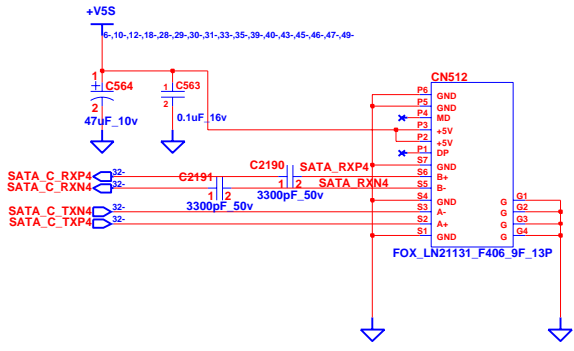 +V5S
6-,10-,12-,18-,28-,29-,30-,31-,33-,35-,39-,40-,43-,45-,46-,47-,49-
1 C564
+
2
47uF_10v
1 C563
2
0.1uF_16v
CN512
P6 GND
P5 GND
P4 MD
P3 +5V
P2 +5V
P1 DP
S7 GND
S6 B+
S5 B-
S4 GND
S3 A-
S2 A+
S1 GND
G G1
G G2
G G3
G G4
FOX_LN21131_F406_9F_13P
C2190 SATA_RXP4
1 2
3300pF_50v
C2191 SATA_RXN4
1 2
3300pF_50v
SATA_C_RXP4 32-
SATA_C_RXN4 32-
SATA_C_TXN4 32-
SATA_C_TXP4 32-